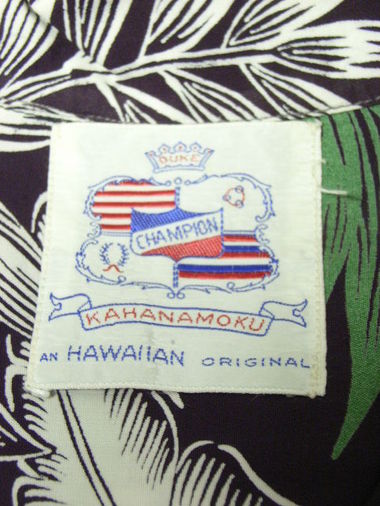 DUKE
CHAMPION
KAHANAMOKU
AN HAWAIIAN ORIGINAL